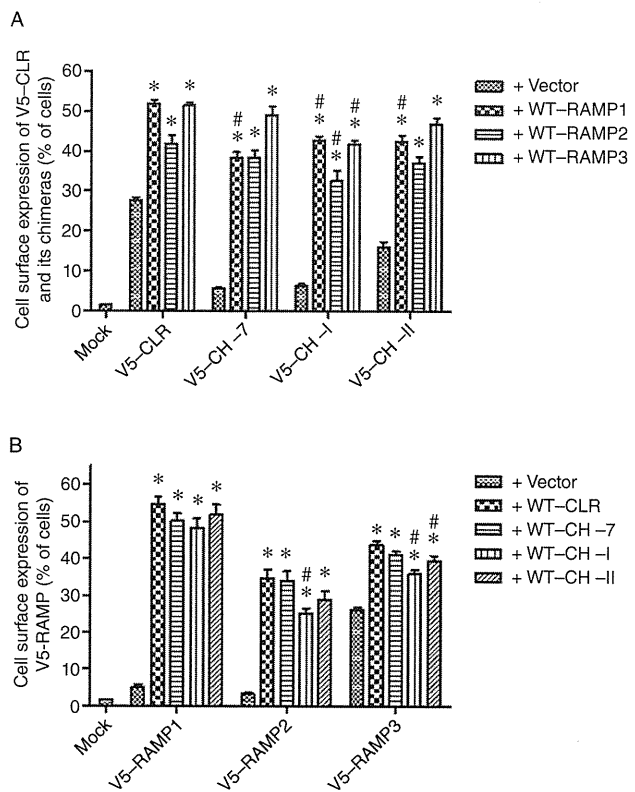 A
Cell surface expression of V5–CLR
and its chimeras (% of cells)
60
50
40
30
20
10
0
* * *
# * * *
# * # * # *
# * * *
Mock
V5–CLR
V5–CH –7
V5–CH –I
V5–CH –II
+ Vector
+ WT–RAMP1
+ WT–RAMP2
+ WT–RAMP3
B
Cell surface expression of
V5-RAMP (% of cells)
60
50
40
30
20
10
0
* * * *
* * # * *
* * # * # *
Mock
V5–RAMP1
V5–RAMP2
V5–RAMP3
+ Vector
+ WT–CLR
+ WT–CH –7
+ WT–CH –I
+ WT–CH –II